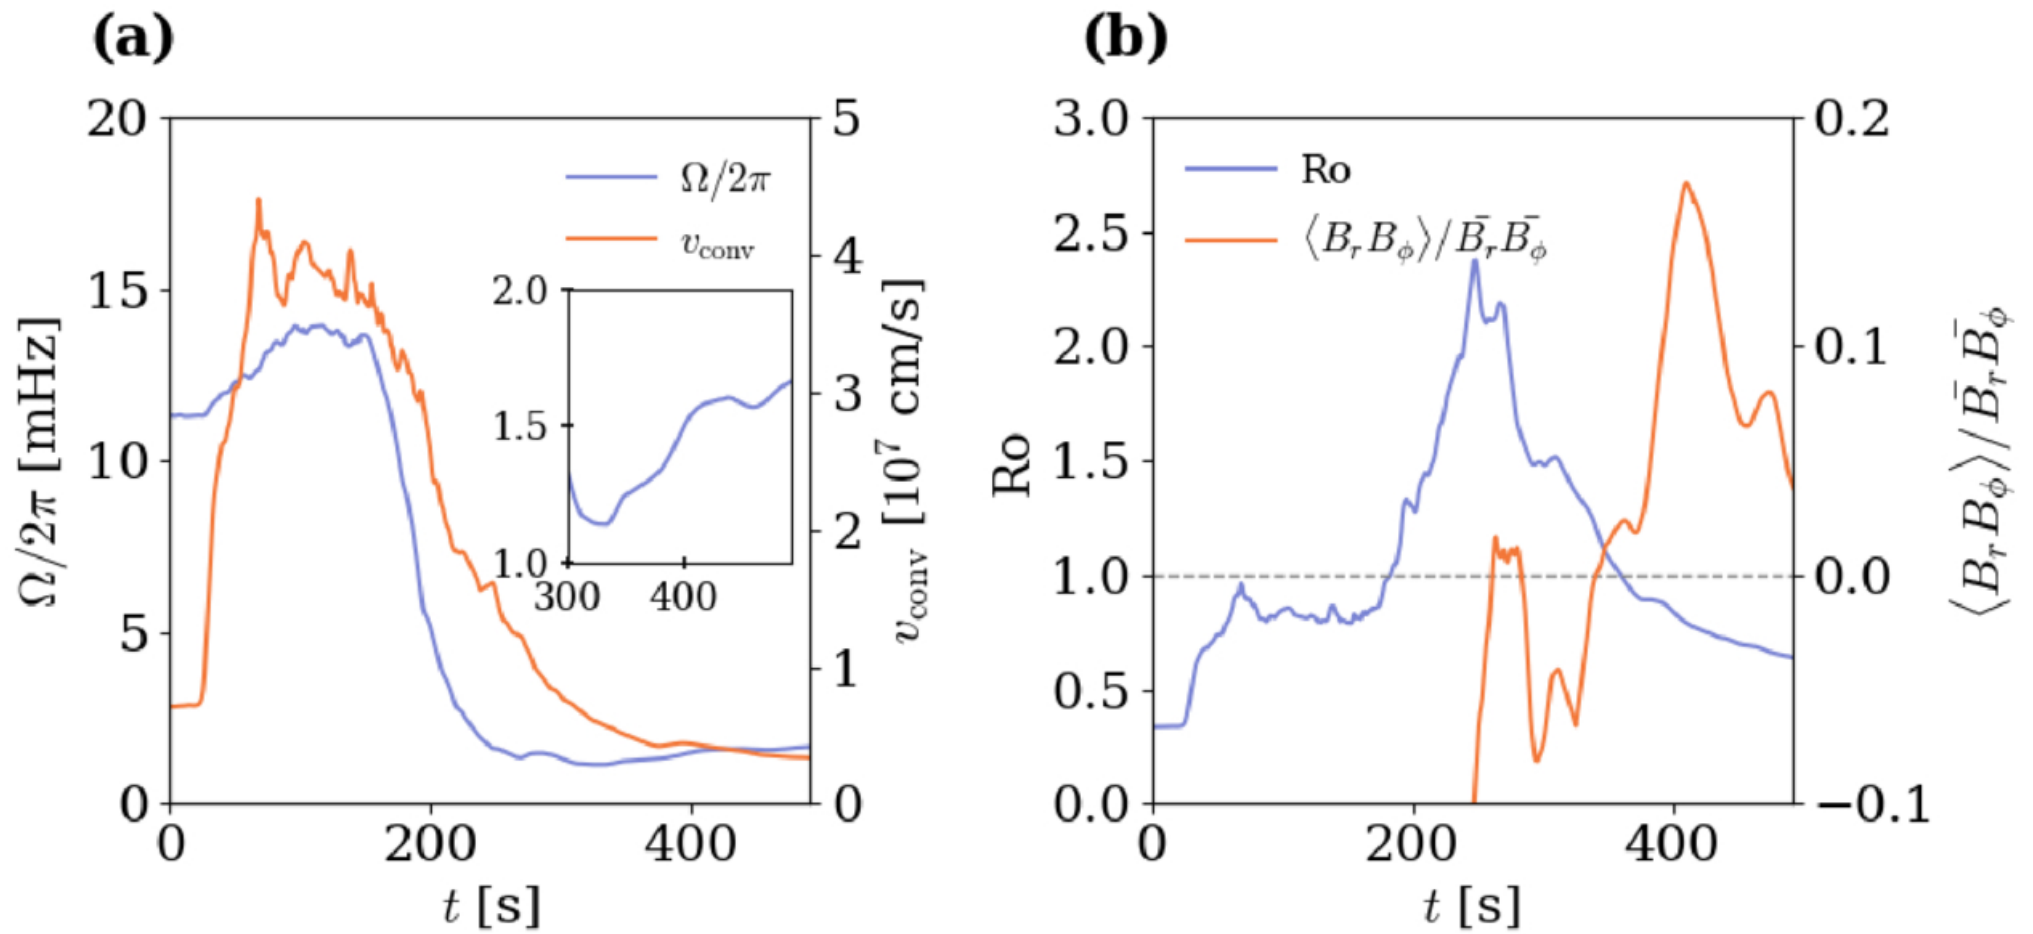 (a)
20
15
10
5
0
Ω/2π [mHz]
5
4
3
2
1
0
v_conv [10^7 cm/s]
Ω/2π
v_conv
2.0
1.5
1.0
300 400
0 200 400
t [s]
(b)
3.0
2.5
2.0
1.5
1.0
0.5
0.0
Ro
0.2
0.1
0.0
−0.1
⟨B_r B_ϕ⟩/B̄_r B̄_ϕ
Ro
⟨B_r B_ϕ⟩/B̄_r B̄_ϕ
0 200 400
t [s]